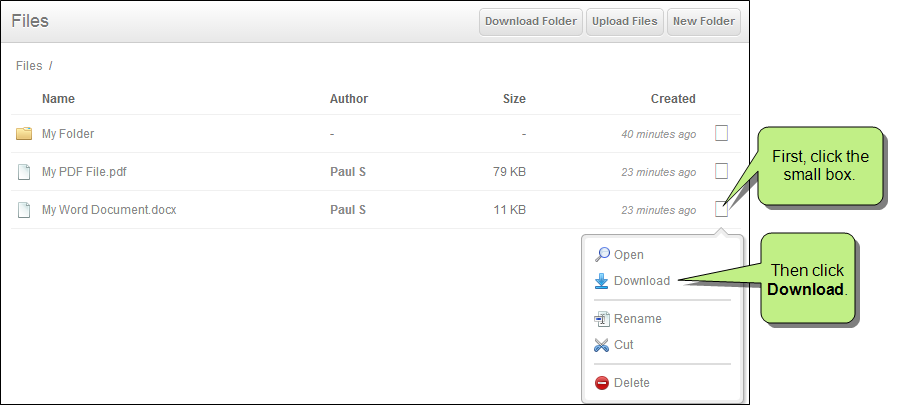 Files Download Folder Upload Files New Folder
Files /
Name Author Size Created
My Folder - - 40 minutes ago
My PDF File.pdf Paul S 79 KB 23 minutes ago
My Word Document.docx Paul S 11 KB 23 minutes ago
First, click the
small box.
Open
Download
Rename
Cut
Delete
Then click
Download.